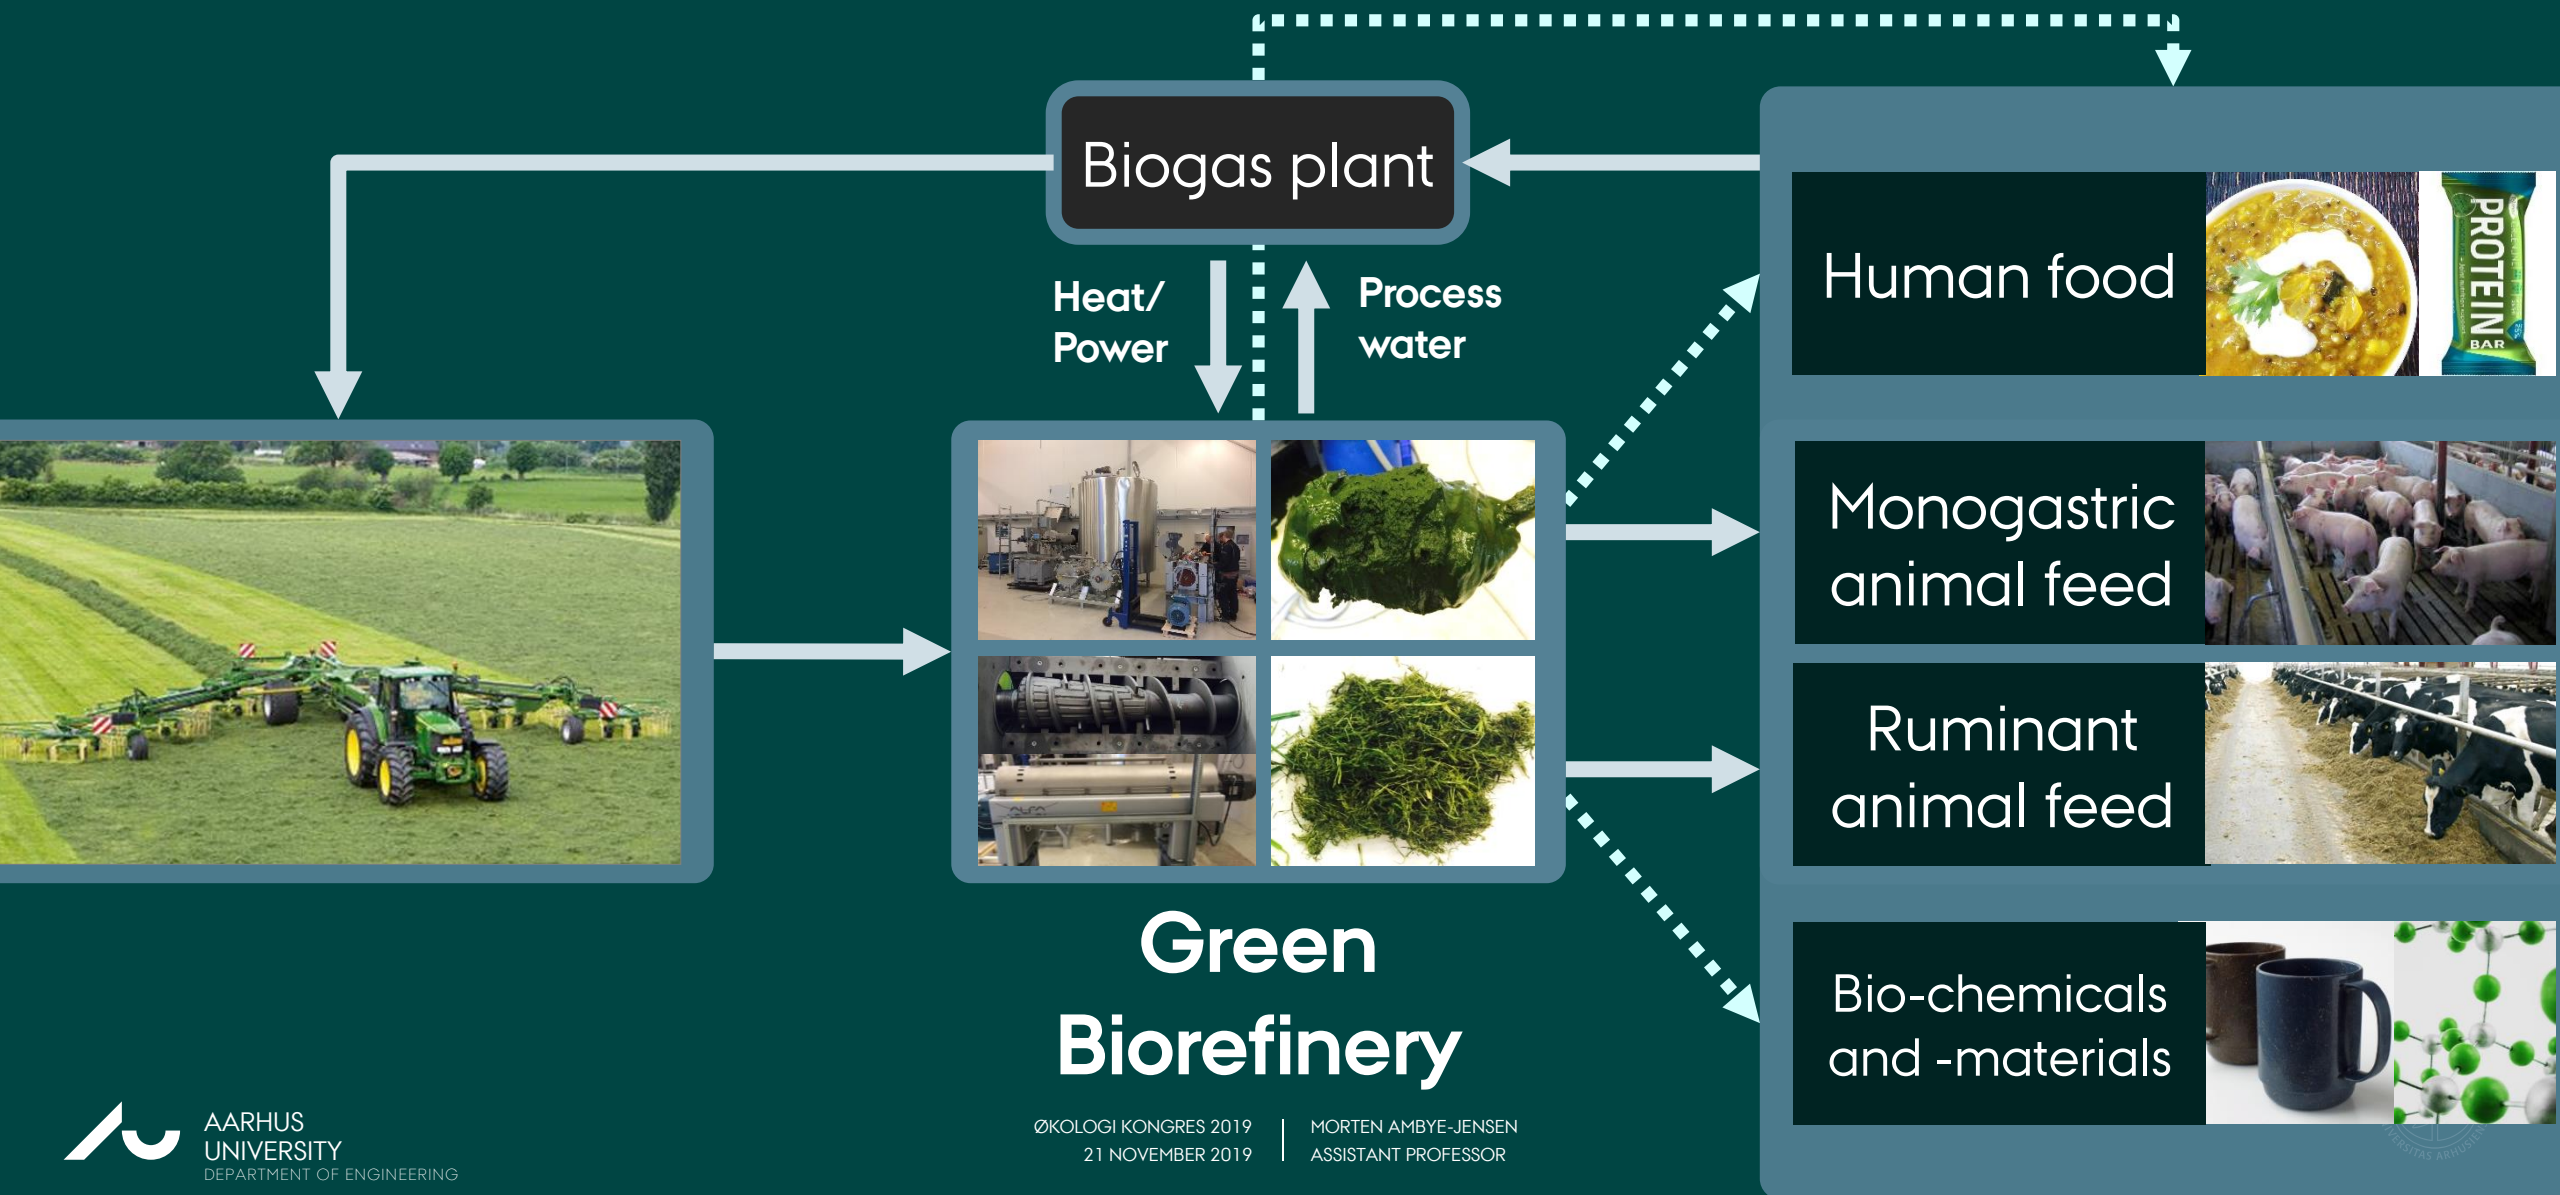 Biogas plant
Heat/
Power
Process
water
Human food
PROTEIN
BAR
Monogastric
animal feed
Ruminant
animal feed
Bio-chemicals
and -materials
ALFA
Green
Biorefinery
AARHUS
UNIVERSITY
DEPARTMENT OF ENGINEERING
ØKOLOGI KONGRES 2019
21 NOVEMBER 2019
MORTEN AMBYE-JENSEN
ASSISTANT PROFESSOR